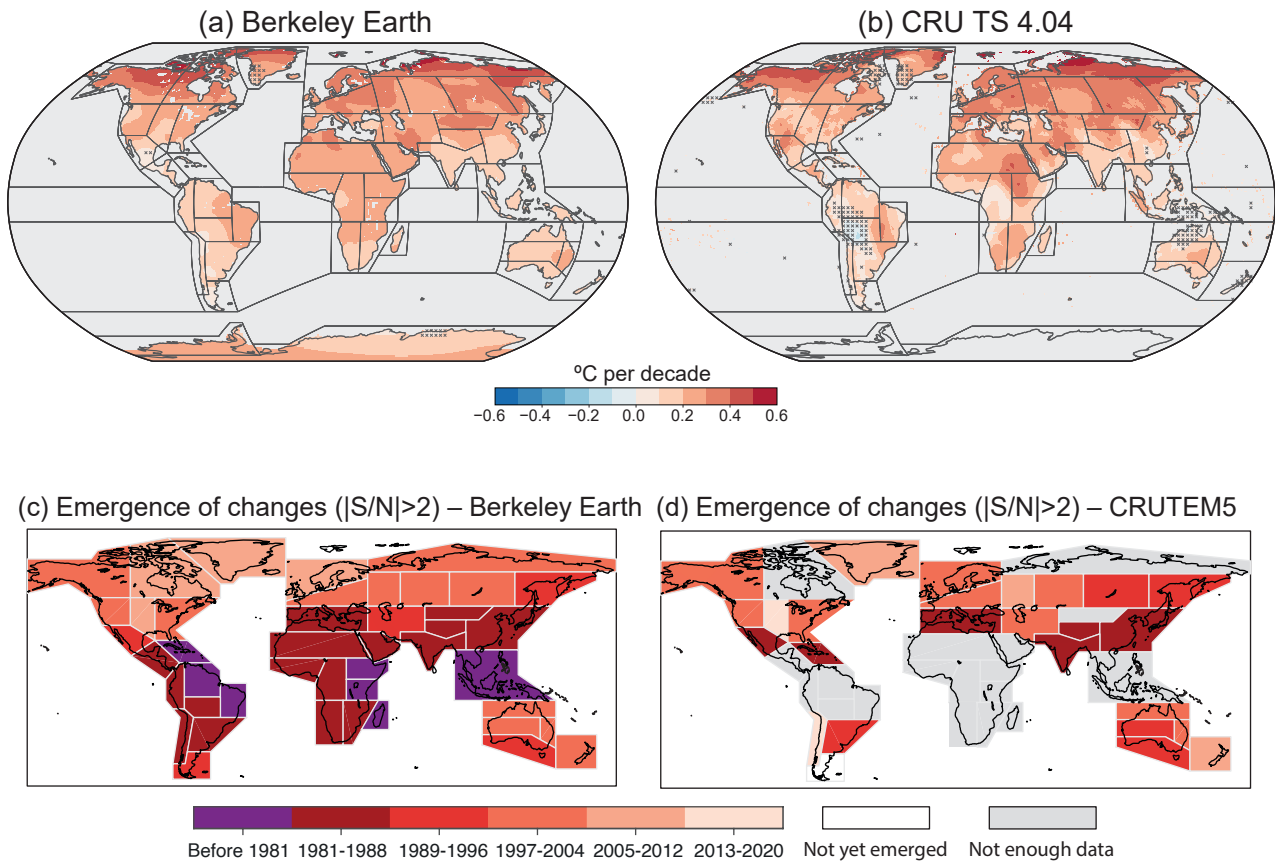 (a) Berkeley Earth
(b) CRU TS 4.04
ºC per decade
−0.6 −0.4 −0.2 0.0 0.2 0.4 0.6
(c) Emergence of changes (|S/N|>2) – Berkeley Earth
(d) Emergence of changes (|S/N|>2) – CRUTEM5
Before 1981 1981-1988 1989-1996 1997-2004 2005-2012 2013-2020 Not yet emerged Not enough data